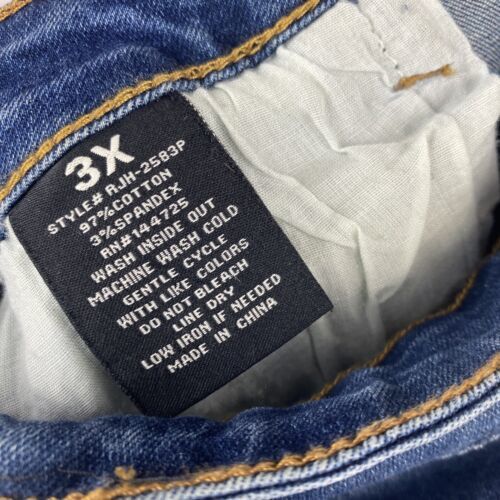 3X
STYLE# RJH-2583P
97%COTTON
3%SPANDEX
RN#144725
WASH INSIDE OUT
MACHINE WASH COLD
GENTLE CYCLE
WITH LIKE COLORS
DO NOT BLEACH
LINE DRY
LOW IRON IF NEEDED
MADE IN CHINA